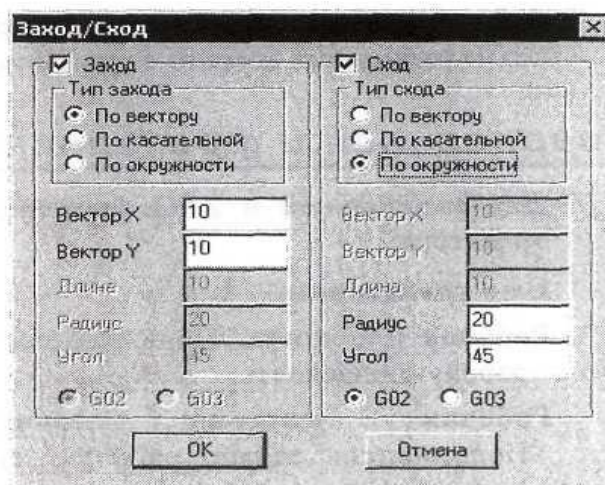 Заход/Сход
Заход
Тип захода
По вектору
По касательной
По окружности
Вектор X 10
Вектор Y 10
Длина 10
Радиус 20
Угол 45
G02 G03
Сход
Тип схода
По вектору
По касательной
По окружности
Вектор X 10
Вектор Y 10
Длина 10
Радиус 20
Угол 45
G02 G03
OK Отмена